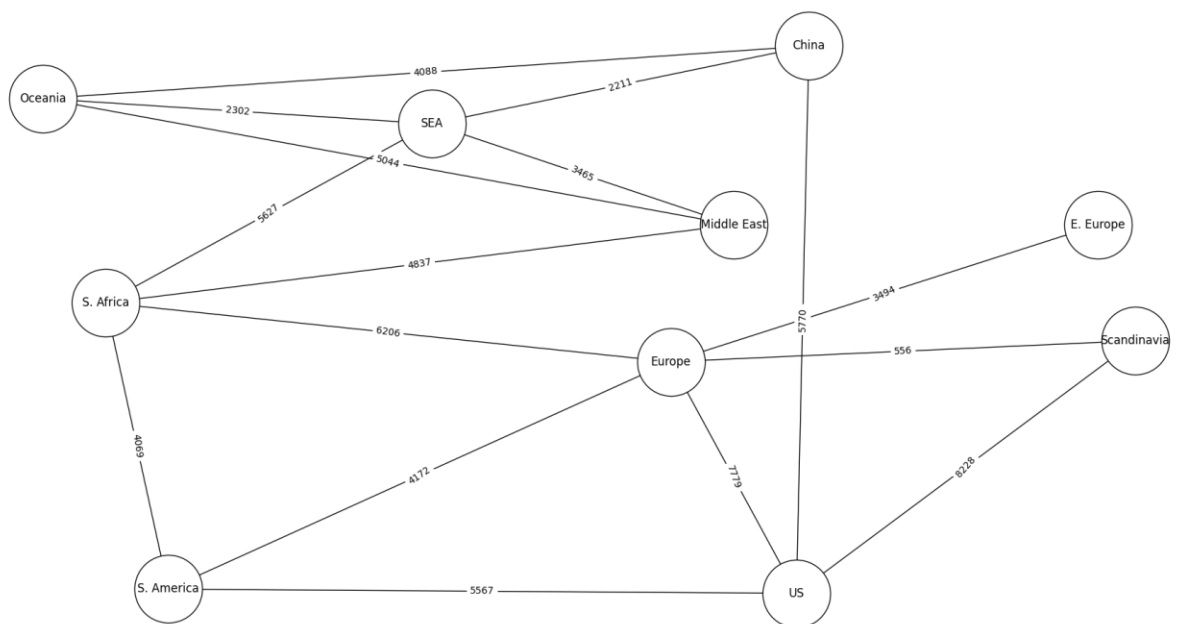 China
4088
2211
Oceania
2302
SEA
5044
3465
5627
Middle East
E. Europe
4837
3494
S. Africa
5770
6206
Scandinavia
556
Europe
4069
4172
7779
8228
S. America
5567
US